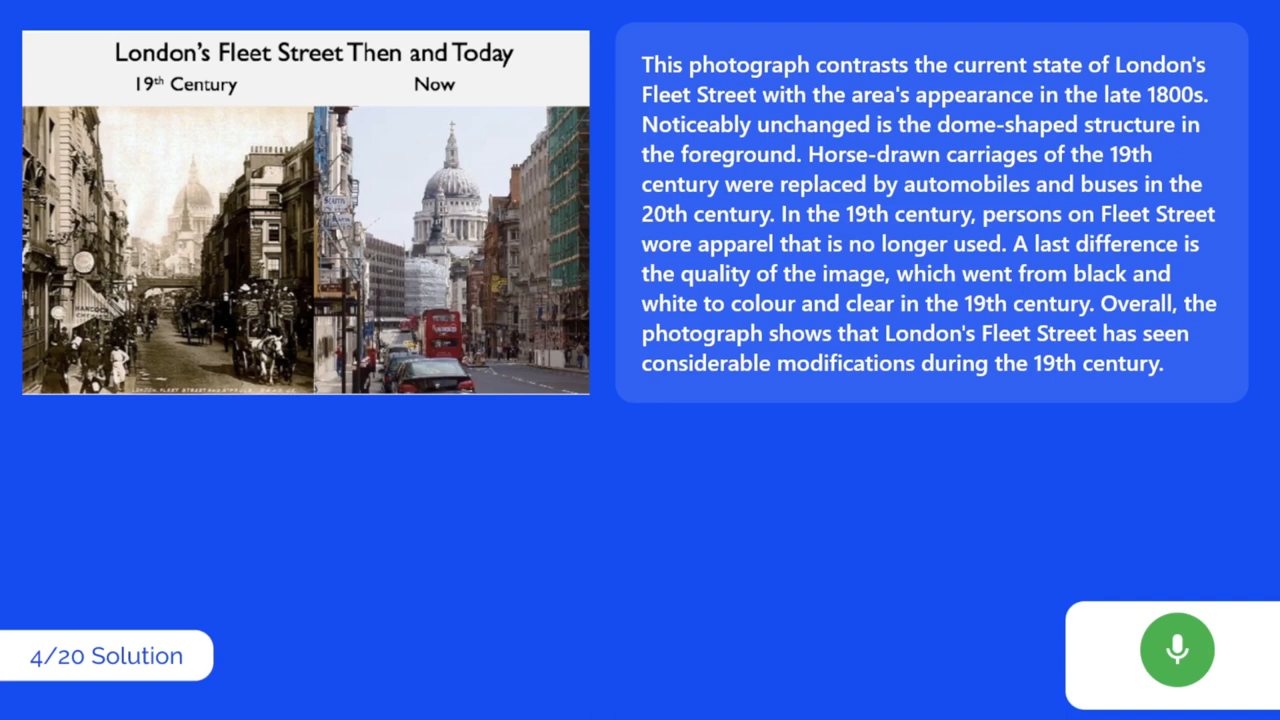 London's Fleet Street Then and Today
19th Century
Now
This photograph contrasts the current state of London's
Fleet Street with the area's appearance in the late 1800s.
Noticeably unchanged is the dome-shaped structure in
the foreground. Horse-drawn carriages of the 19th
century were replaced by automobiles and buses in the
20th century. In the 19th century, persons on Fleet Street
wore apparel that is no longer used. A last difference is
the quality of the image, which went from black and
white to colour and clear in the 19th century. Overall, the
photograph shows that London's Fleet Street has seen
considerable modifications during the 19th century.
4/20 Solution